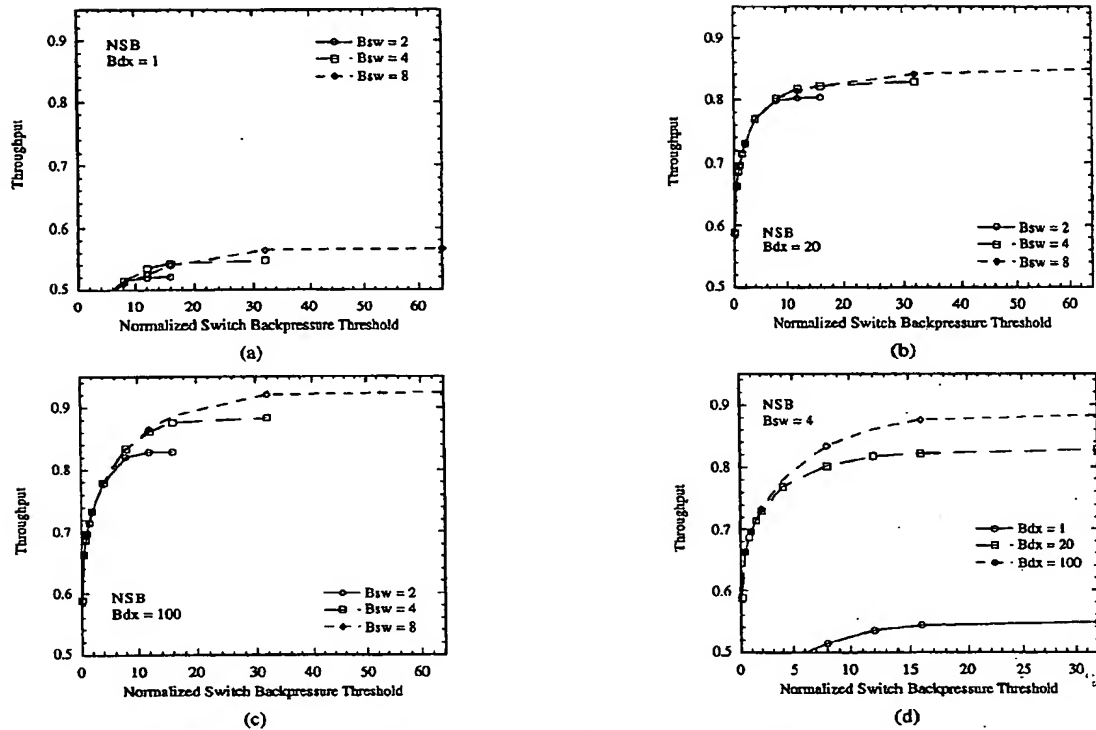 0.9
0.8
0.7
0.6
0.5
Throughput
NSB
Bdx = 1
Bsw = 2
Bsw = 4
Bsw = 8
0 10 20 30 40 50 60
Normalized Switch Backpressure Threshold
(a)
0.9
0.8
0.7
0.6
0.5
Throughput
NSB
Bdx = 20
Bsw = 2
Bsw = 4
Bsw = 8
0 10 20 30 40 50 60
Normalized Switch Backpressure Threshold
(b)
0.9
0.8
0.7
0.6
0.5
Throughput
NSB
Bdx = 100
Bsw = 2
Bsw = 4
Bsw = 8
0 10 20 30 40 50 60
Normalized Switch Backpressure Threshold
(c)
0.9
0.8
0.7
0.6
0.5
Throughput
NSB
Bsw = 4
Bdx = 1
Bdx = 20
Bdx = 100
0 5 10 15 20 25 30
Normalized Switch Backpressure Threshold
(d)